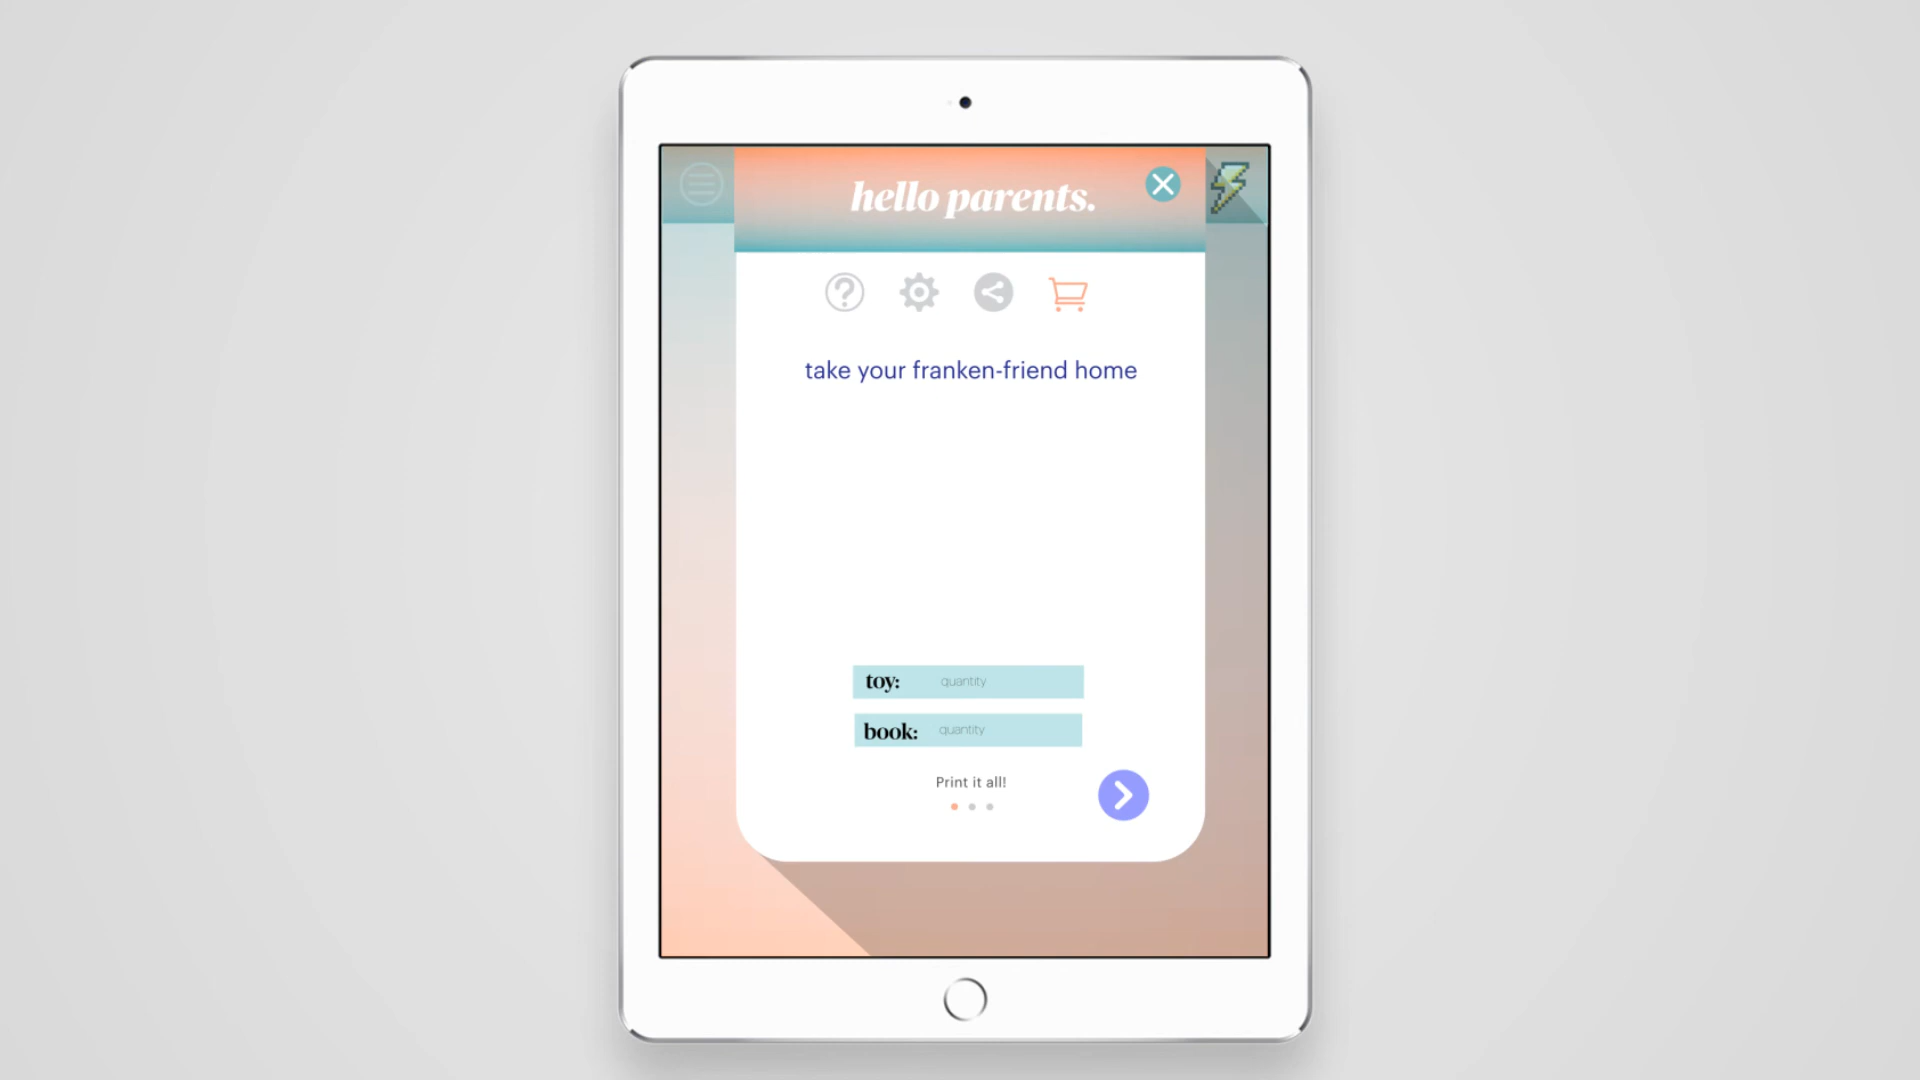 hello parents.
take your franken-friend home
toy: quantity
book: quantity
Print it all!